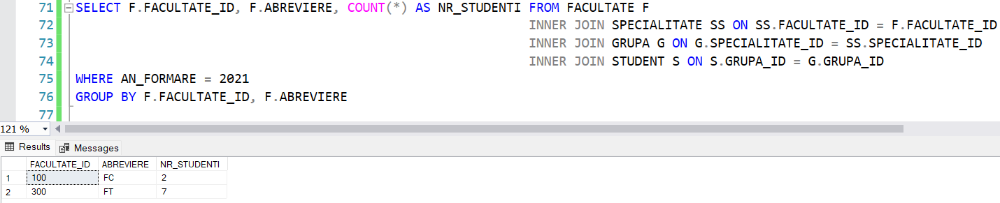 71 SELECT F.FACULTATE_ID, F.ABREVIERE, COUNT(*) AS NR_STUDENTI FROM FACULTATE F
72 INNER JOIN SPECIALITATE SS ON SS.FACULTATE_ID = F.FACULTATE_ID
73 INNER JOIN GRUPA G ON G.SPECIALITATE_ID = SS.SPECIALITATE_ID
74 INNER JOIN STUDENT S ON S.GRUPA_ID = G.GRUPA_ID
75 WHERE AN_FORMARE = 2021
76 GROUP BY F.FACULTATE_ID, F.ABREVIERE
77
121 %
Results Messages
FACULTATE_ID ABREVIERE NR_STUDENTI
1 100 FC 2
2 300 FT 7